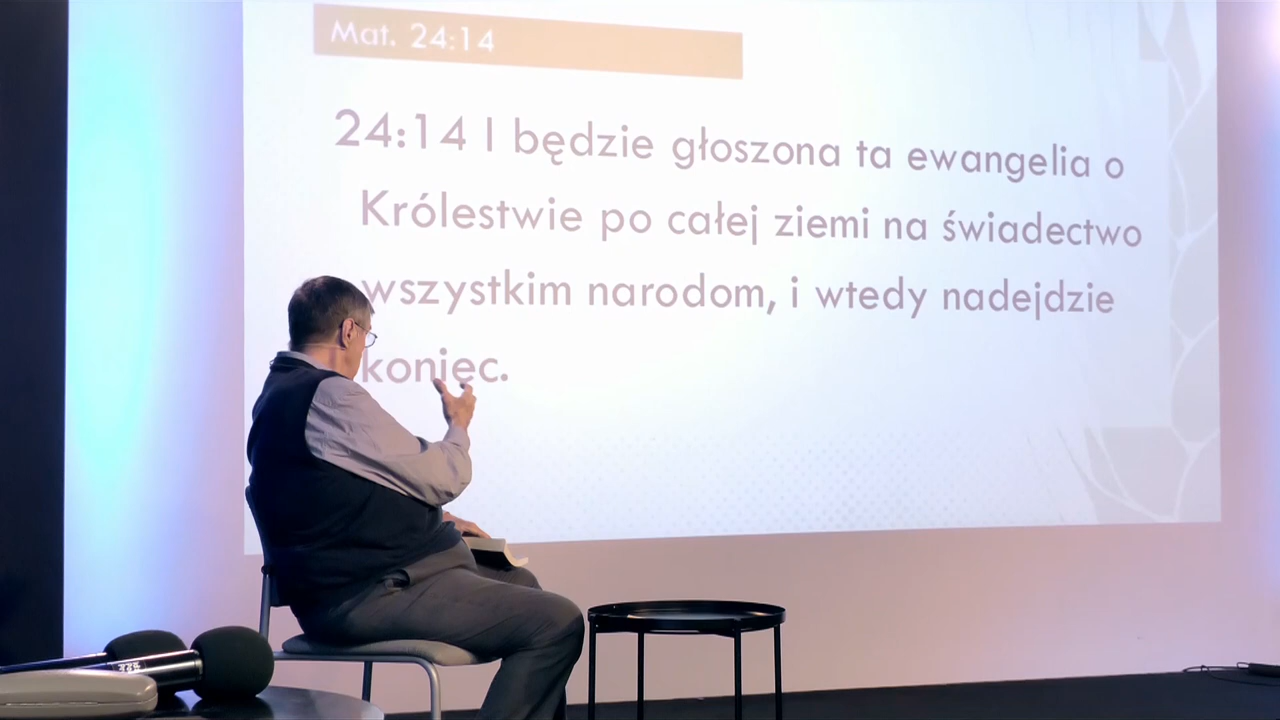 Mat. 24:14
24:14 I będzie głoszona ta ewangelia o
Królestwie po całej ziemi na świadectwo
wszystkim narodom, i wtedy nadejdzie
koniec.